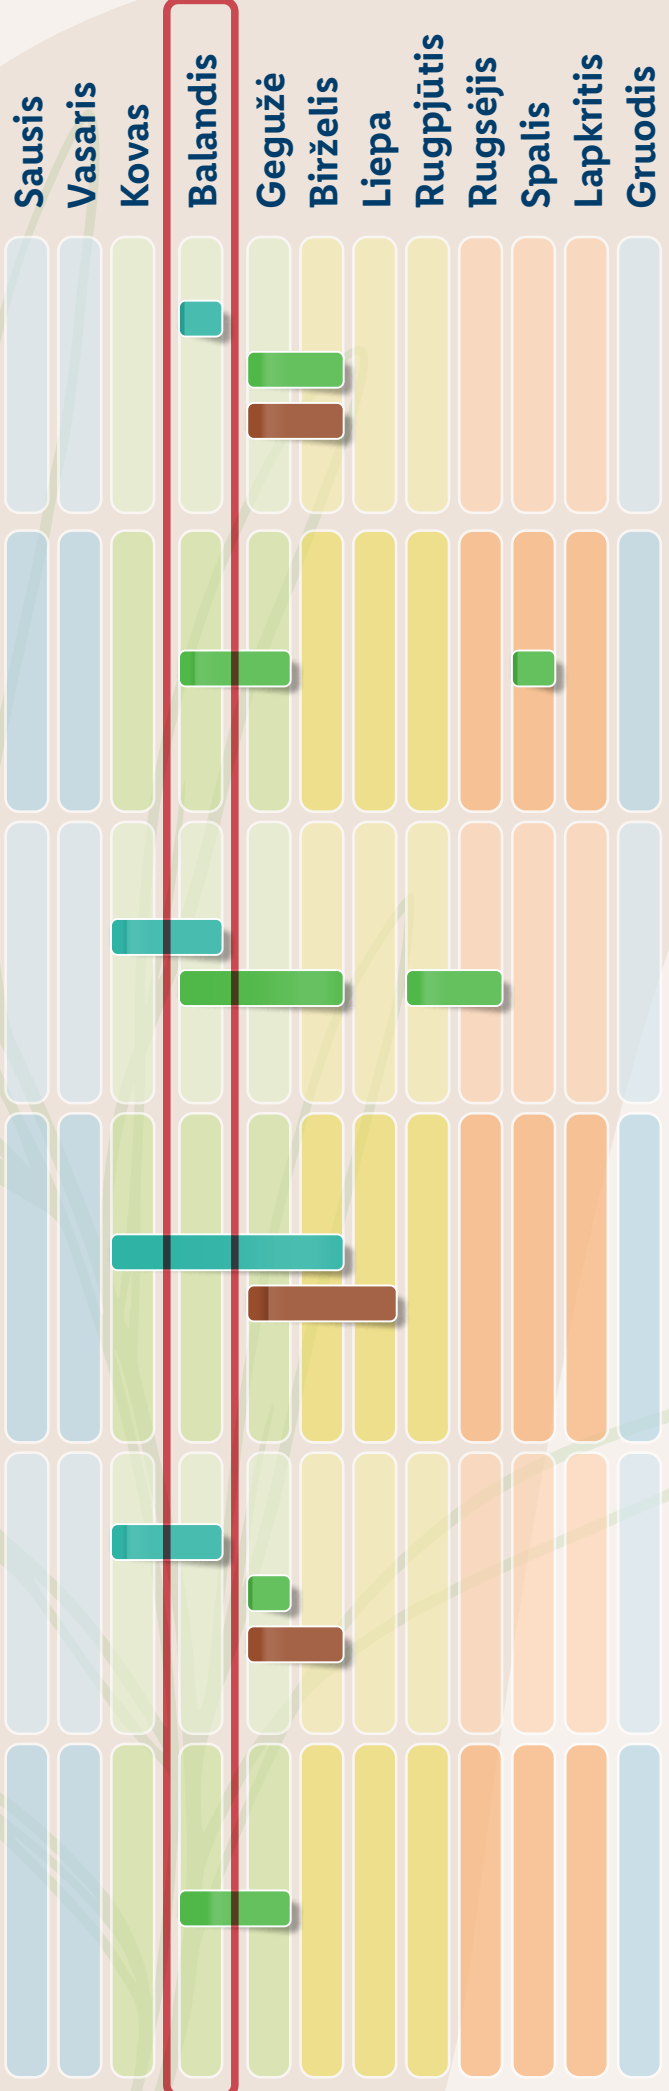 Sausis
Vasaris
Kovas
Balandis
Gegužė
Birželis
Liepa
Rugpjūtis
Rugsėjis
Spalis
Lapkritis
Gruodis